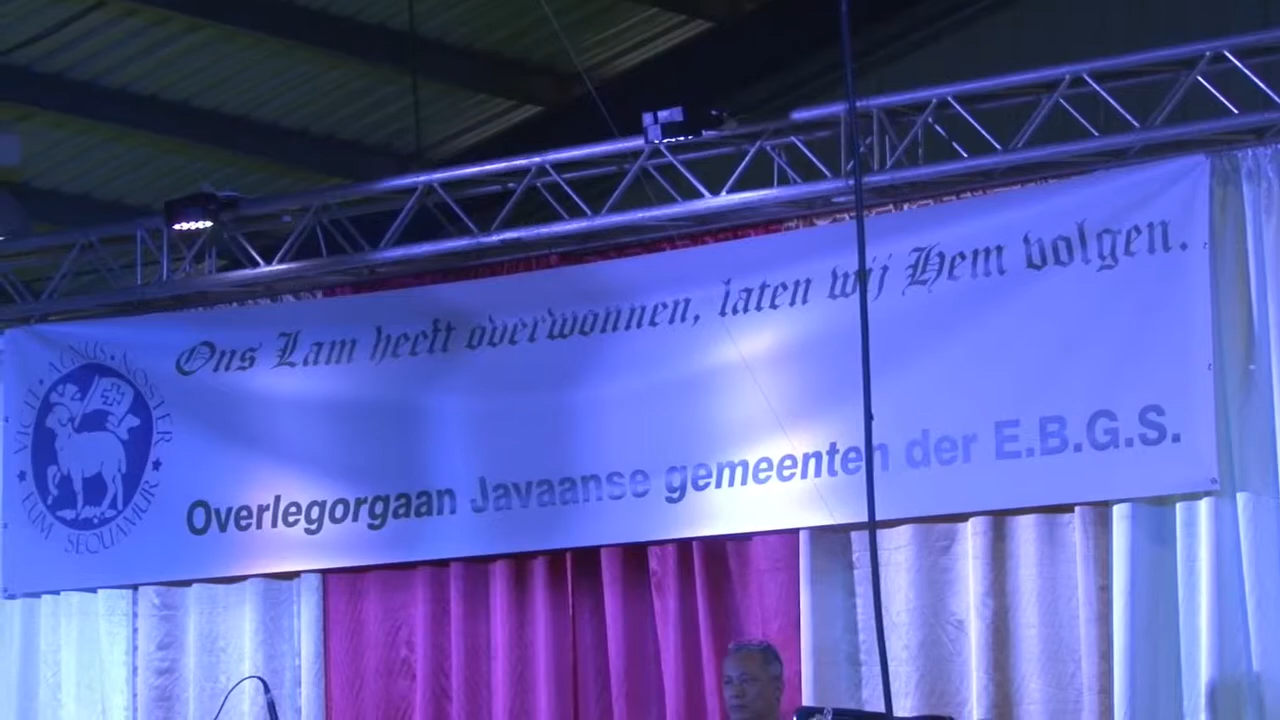 Ons Lam heeft overwonnen, laten wij Hem volgen.
VICIT • AGNUS • NOSTER
★ EUM SEQUAMUR ★
Overlegorgaan Javaanse gemeenten der E.B.G.S.